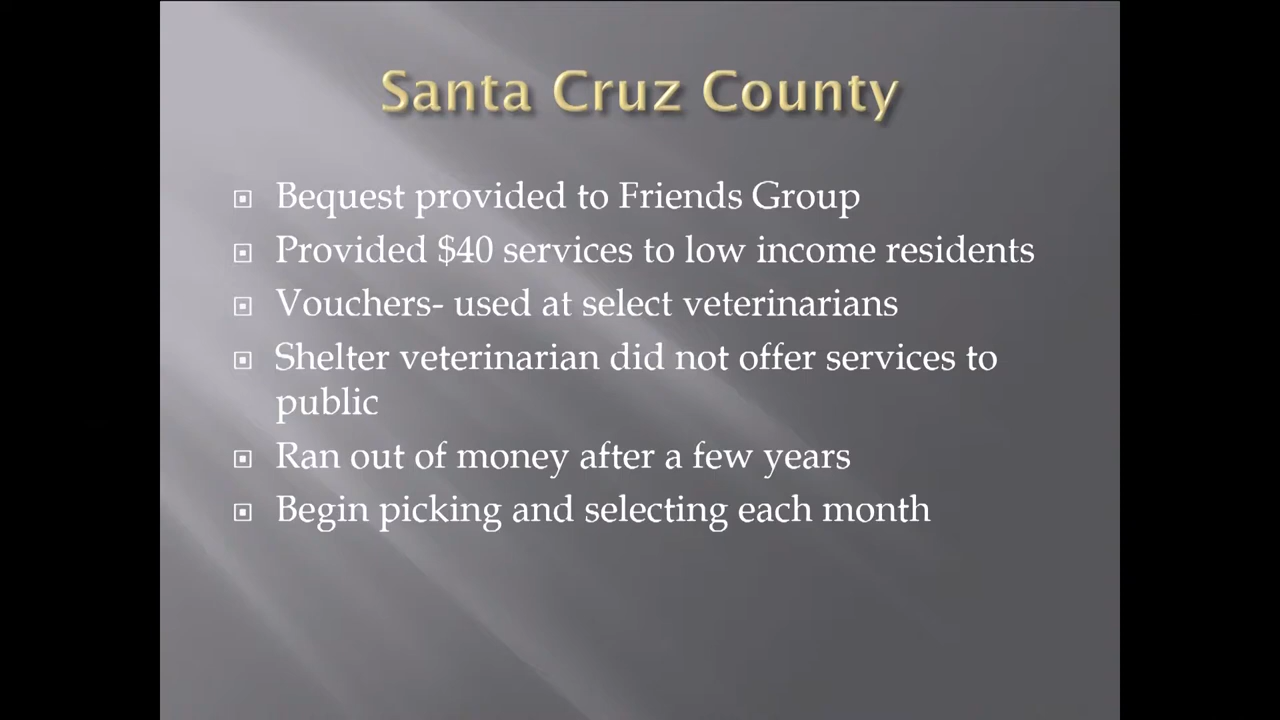 Santa Cruz County
Bequest provided to Friends Group
Provided $40 services to low income residents
Vouchers- used at select veterinarians
Shelter veterinarian did not offer services to
public
Ran out of money after a few years
Begin picking and selecting each month